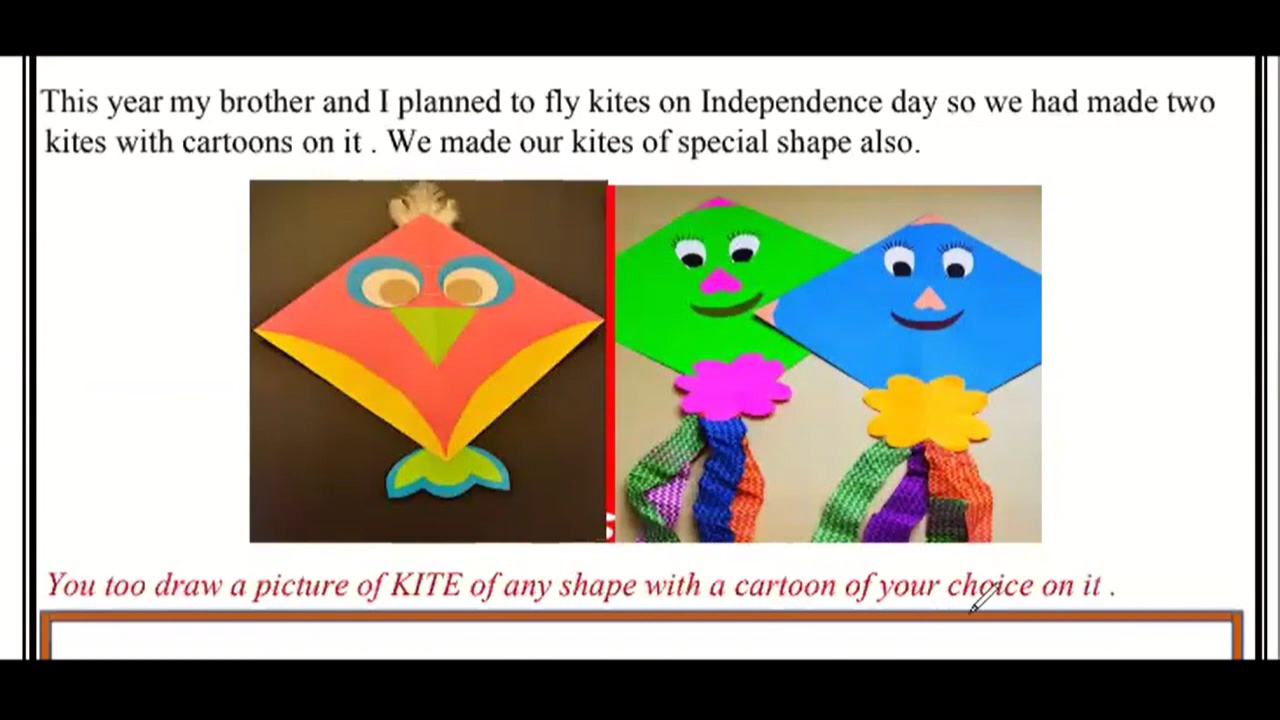 This year my brother and I planned to fly kites on Independence day so we had made two
kites with cartoons on it . We made our kites of special shape also.
You too draw a picture of KITE of any shape with a cartoon of your choice on it .